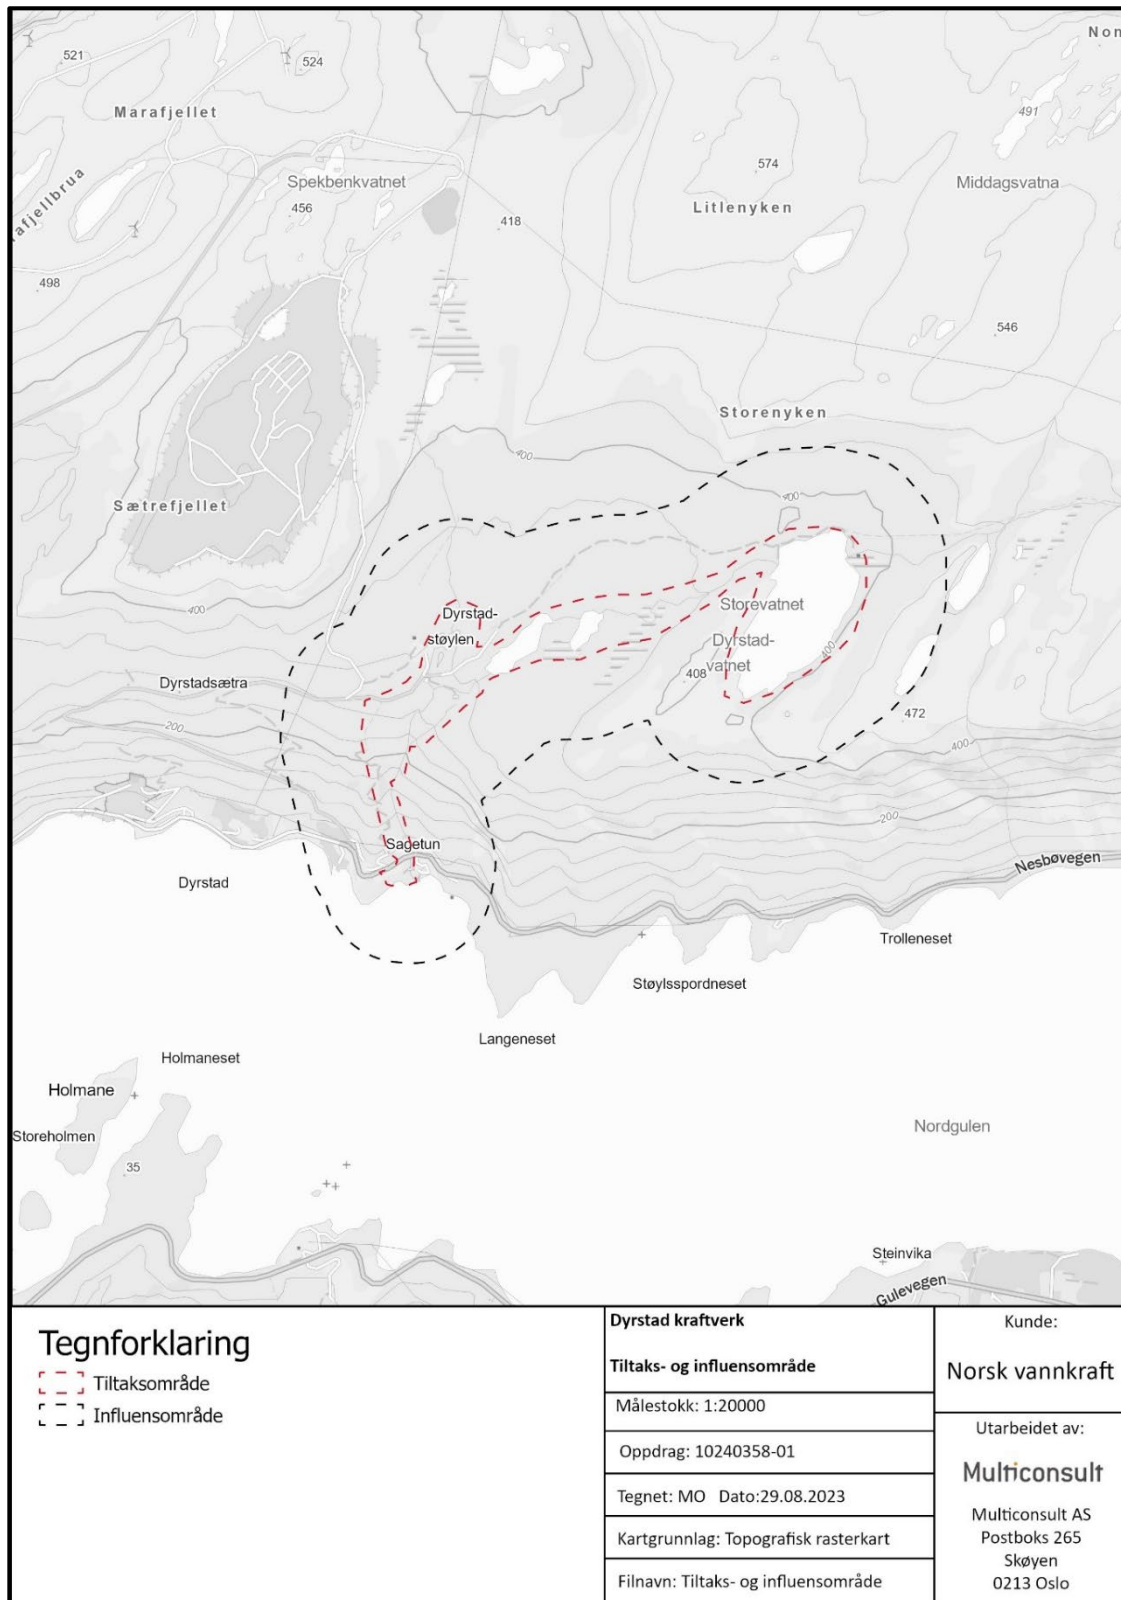 Non
521
524
Marafjellet
491
574
Spekbenkvatnet
Middagsvatna
rafjellbrua
456
Litlenyken
418
498
546
Storenyken
400
400
Sætrefjellet
400
Storevatnet
Dyrstad-
støylen
Dyrstad-
vatnet
400
408
Dyrstadsætra
472
200
400
200
Sagetun
Nesbøvegen
Dyrstad
Trolleneset
Støylsspordneset
Langeneset
Holmaneset
Holmane
Nordgulen
Storeholmen
35
Steinvika
Gulevegen
Tegnforklaring
Tiltaksområde
Influensområde
Dyrstad kraftverk
Tiltaks- og influensområde
Målestokk: 1:20000
Oppdrag: 10240358-01
Tegnet: MO Dato:29.08.2023
Kartgrunnlag: Topografisk rasterkart
Filnavn: Tiltaks- og influensområde
Kunde:
Norsk vannkraft
Utarbeidet av:
Multiconsult
Multiconsult AS
Postboks 265
Skøyen
0213 Oslo